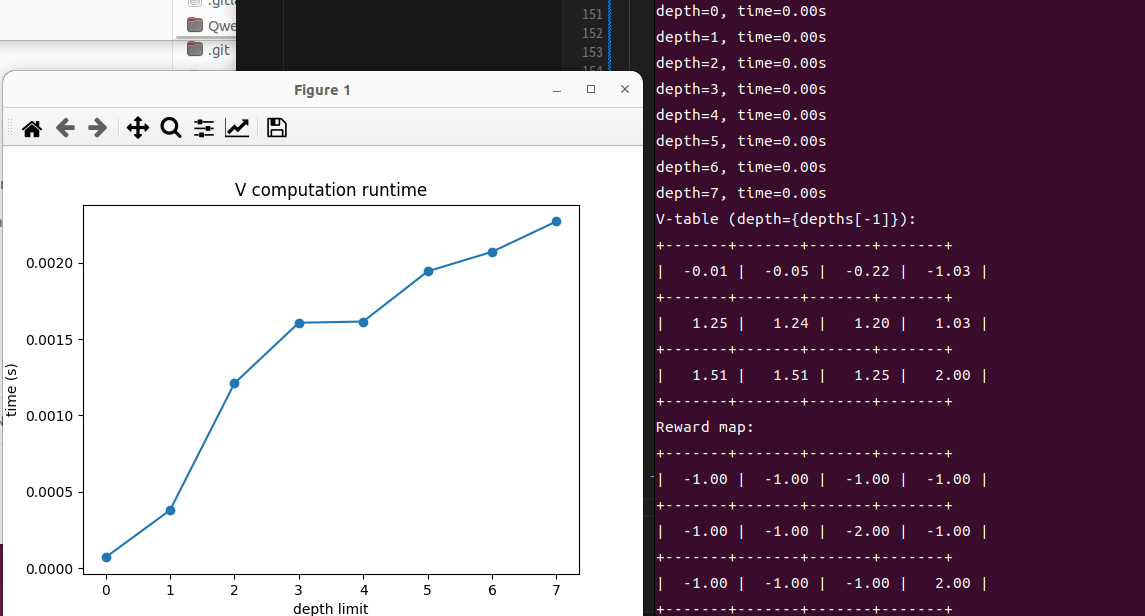 .gitla
Qwe
.git
151
152
153
154
Figure 1
V computation runtime
0.0020
0.0015
0.0010
0.0005
0.0000
time (s)
0 1 2 3 4 5 6 7
depth limit
depth=0, time=0.00s
depth=1, time=0.00s
depth=2, time=0.00s
depth=3, time=0.00s
depth=4, time=0.00s
depth=5, time=0.00s
depth=6, time=0.00s
depth=7, time=0.00s
V-table (depth={depths[-1]}):
+-------+-------+-------+-------+
|  -0.01 |  -0.05 |  -0.22 |  -1.03 |
+-------+-------+-------+-------+
|   1.25 |   1.24 |   1.20 |   1.03 |
+-------+-------+-------+-------+
|   1.51 |   1.51 |   1.25 |   2.00 |
+-------+-------+-------+-------+
Reward map:
+-------+-------+-------+-------+
|  -1.00 |  -1.00 |  -1.00 |  -1.00 |
+-------+-------+-------+-------+
|  -1.00 |  -1.00 |  -2.00 |  -1.00 |
+-------+-------+-------+-------+
|  -1.00 |  -1.00 |  -1.00 |   2.00 |
+-------+-------+-------+-------+